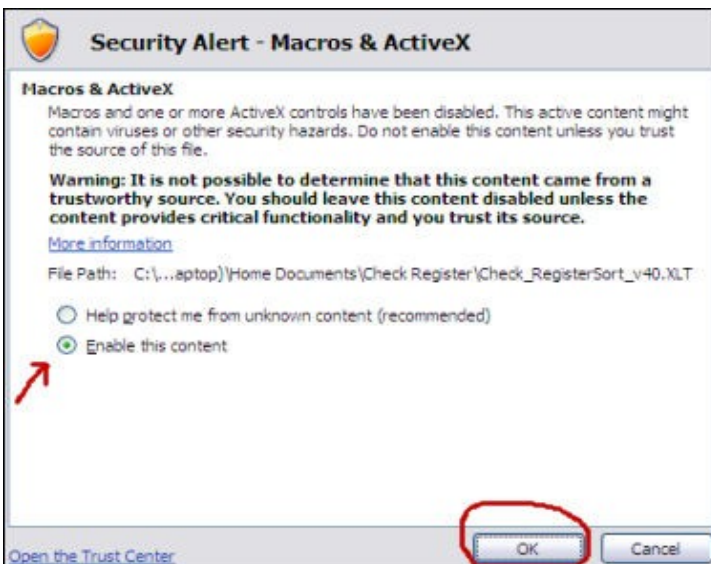 Security Alert - Macros & ActiveX
Macros & ActiveX
Macros and one or more ActiveX controls have been disabled. This active content might
contain viruses or other security hazards. Do not enable this content unless you trust
the source of this file.
Warning: It is not possible to determine that this content came from a
trustworthy source. You should leave this content disabled unless the
content provides critical functionality and you trust its source.
More information
File Path: C:\...aptop)\Home Documents\Check Register\Check_RegisterSort_v40.XLT
Help protect me from unknown content (recommended)
Enable this content
Open the Trust Center
OK
Cancel